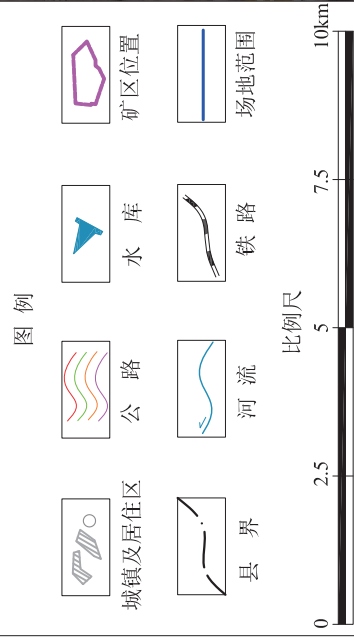 图 例
城镇及居住区 公 路 水 库 矿区位置
县 界 河 流 铁 路 场地范围
比例尺
0 2.5 5 7.5 10km